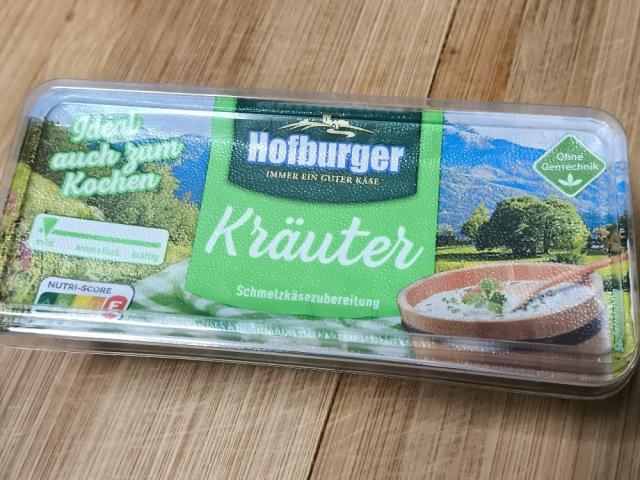 Ideal
auch zum
Kochen
Hofburger
IMMER EIN GUTER KÄSE
Kräuter
Schmelzkäsezubereitung
Ohne
Gentechnik
mild aromatisch kräftig
NUTRI-SCORE
E